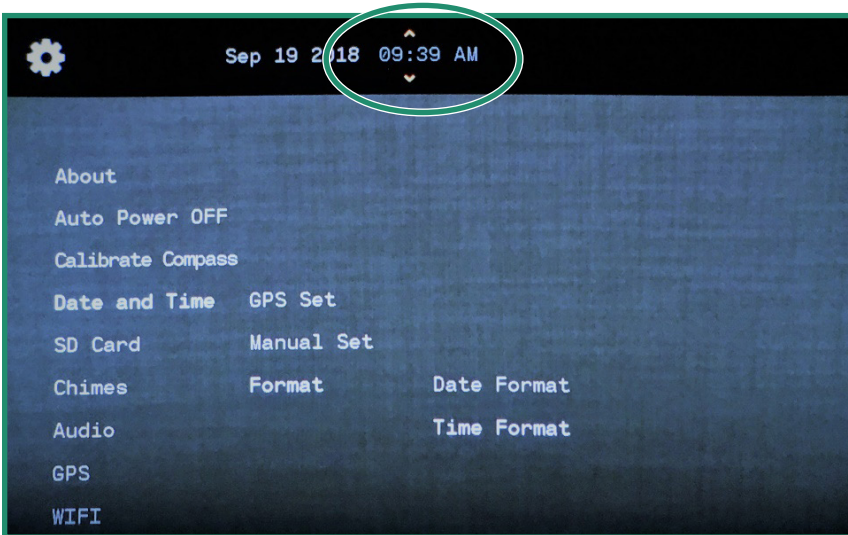 Sep 19 2018 09:39 AM
About
Auto Power OFF
Calibrate Compass
Date and Time GPS Set
SD Card Manual Set
Chimes Format Date Format
Audio Time Format
GPS
WIFI